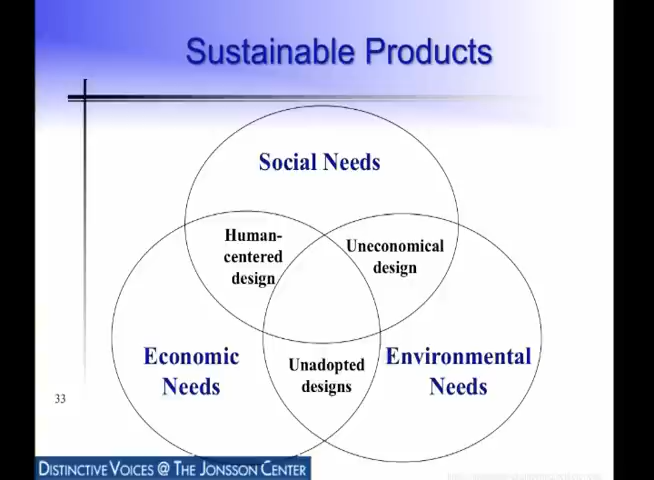 Sustainable Products
Social Needs
Human-
centered
design
Uneconomical
design
Economic
Needs
Unadopted
designs
Environmental
Needs
33
DISTINCTIVE VOICES @ THE JONSSON CENTER